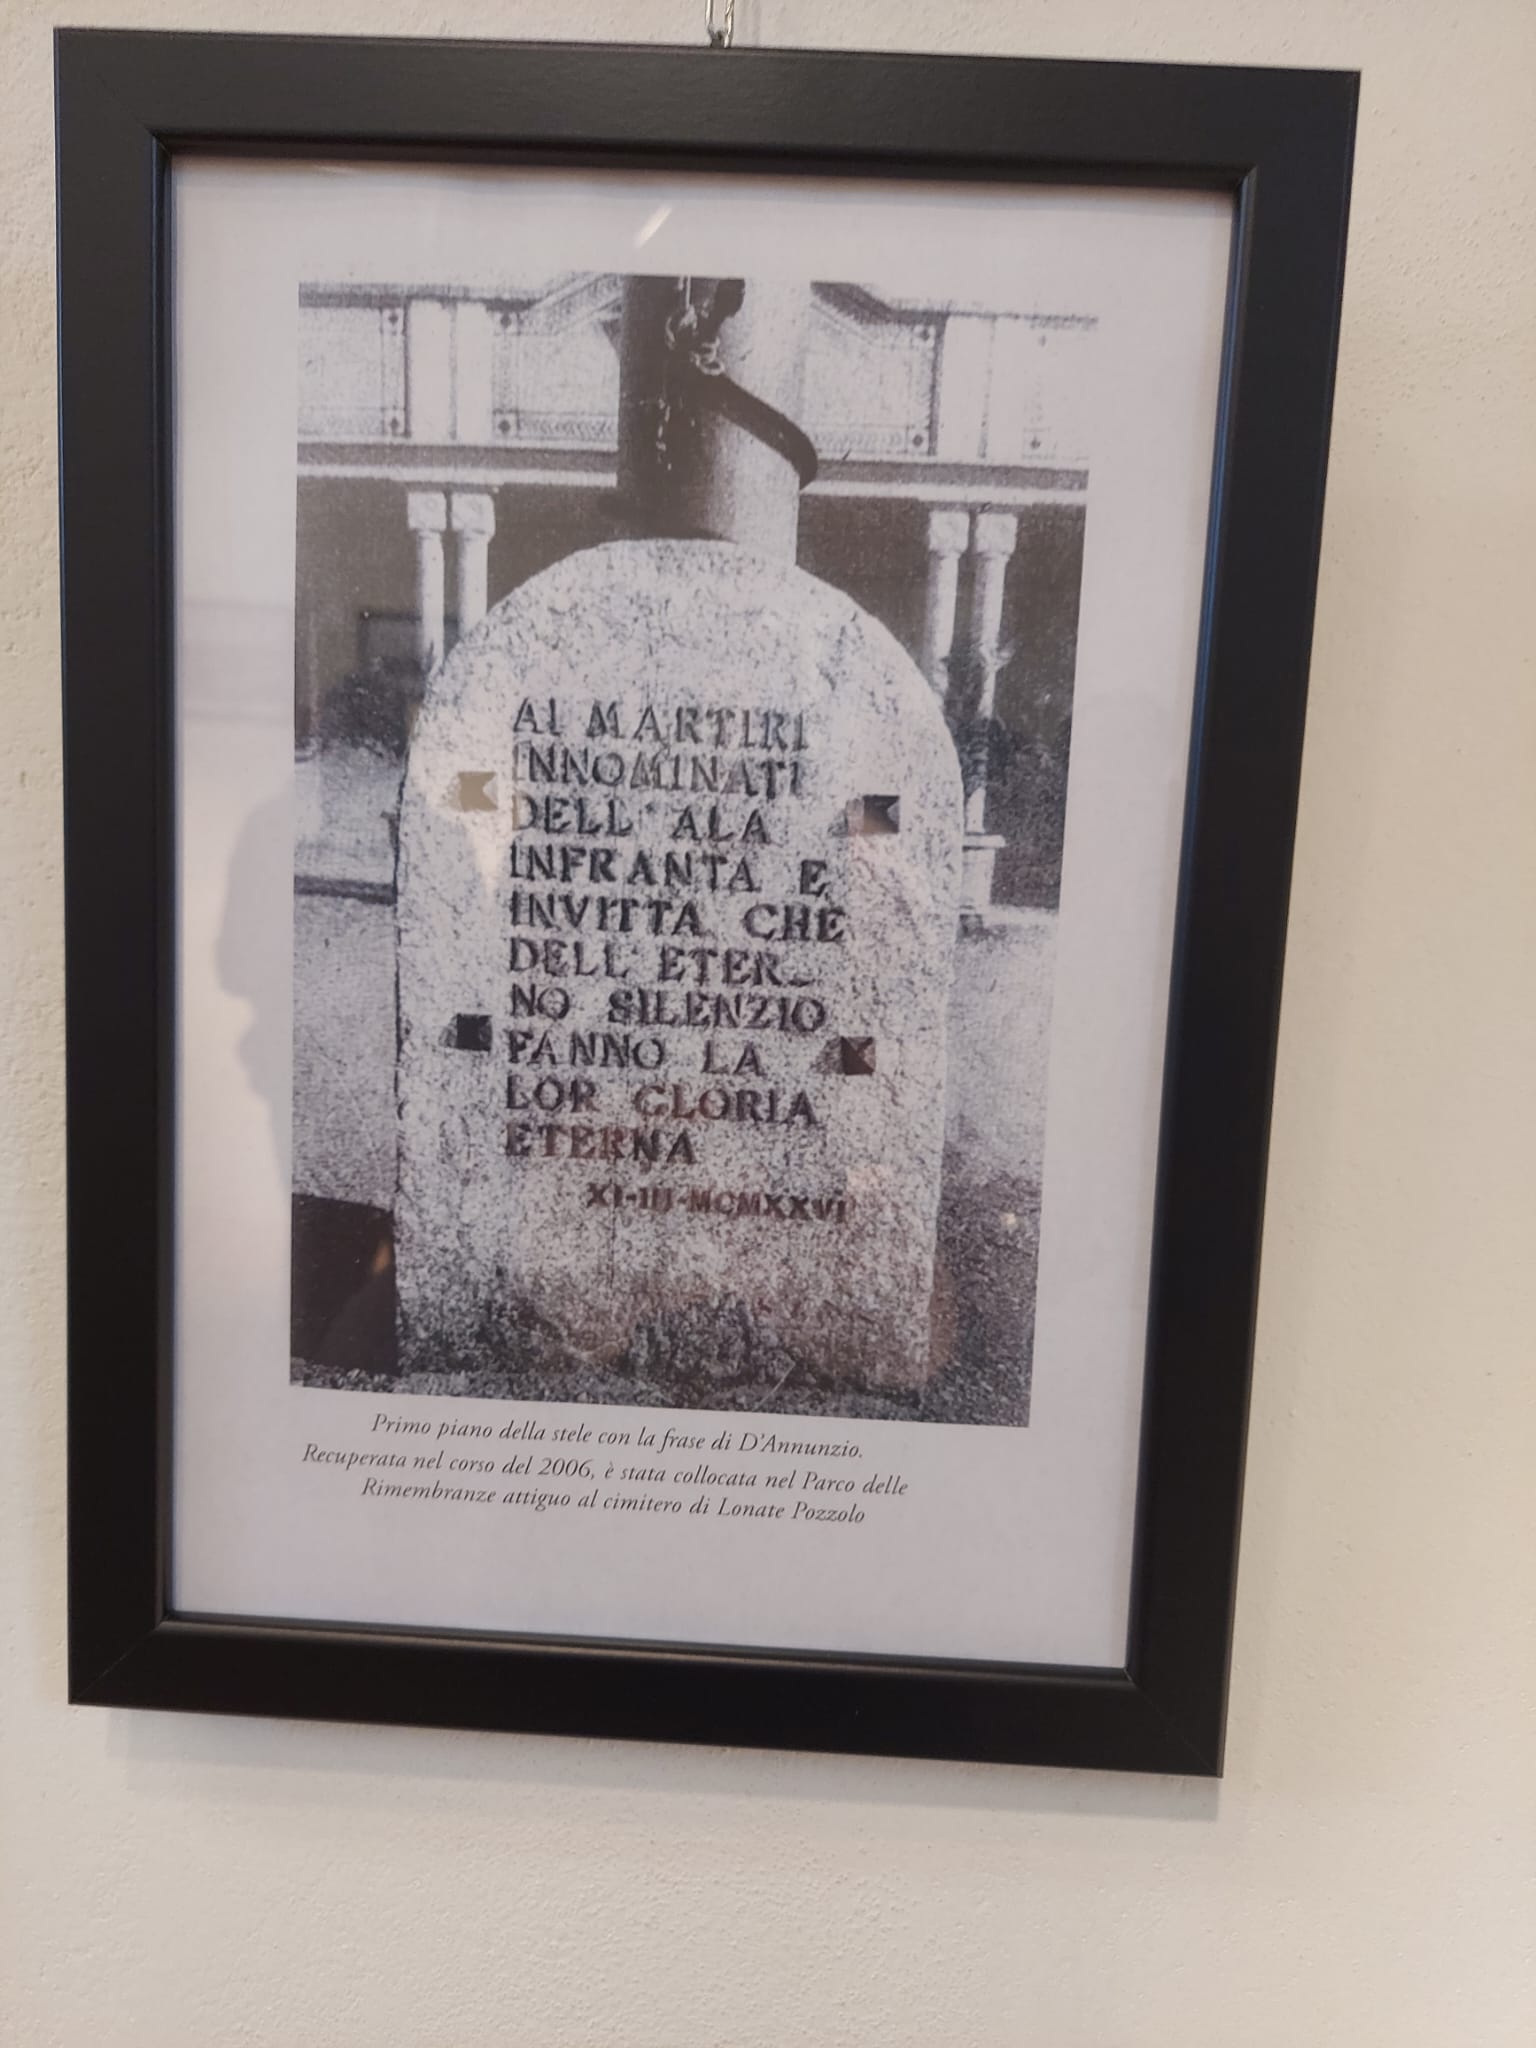 AI MARTIRI
INNOMINATI
DELL' ALA
INFRANTA E
INVITTA CHE
DELL' ETER-
NO SILENZIO
FANNO LA
LOR GLORIA
ETERNA
XI-III-MCMXXVI
Primo piano della stele con la frase di D'Annunzio.
Recuperata nel corso del 2006, è stata collocata nel Parco delle
Rimembranze attiguo al cimitero di Lonate Pozzolo